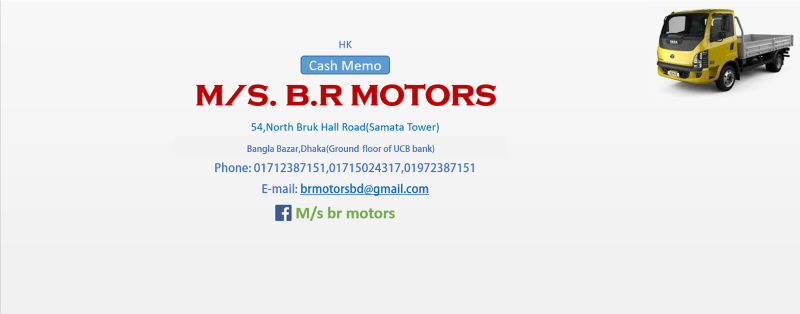 HK
Cash Memo
M/S. B.R MOTORS
54,North Bruk Hall Road(Samata Tower)
Bangla Bazar,Dhaka(Ground floor of UCB bank)
Phone: 01712387151,01715024317,01972387151
E-mail: brmotorsbd@gmail.com
M/s br motors